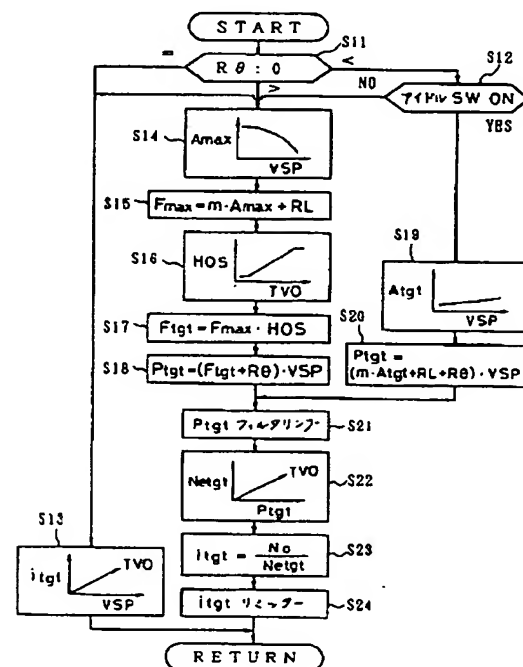 START
S11
S12
Rθ : 0
=
<
>
NO
アイドル SW ON
YES
S14
Amax
VSP
S15
Fmax=m·Amax+RL
S16
HOS
TVO
S19
Atgt
VSP
S17
Ftgt=Fmax·HOS
S20
S18
Ptgt=(Ftgt+Rθ)·VSP
Ptgt=
(m·Atgt+RL+Rθ)·VSP
Ptgt フィルタリング
S21
Netgt
TVO
Ptgt
S22
S13
itgt
TVO
VSP
itgt = No/Netgt
S23
itgt リミッター
S24
RETURN